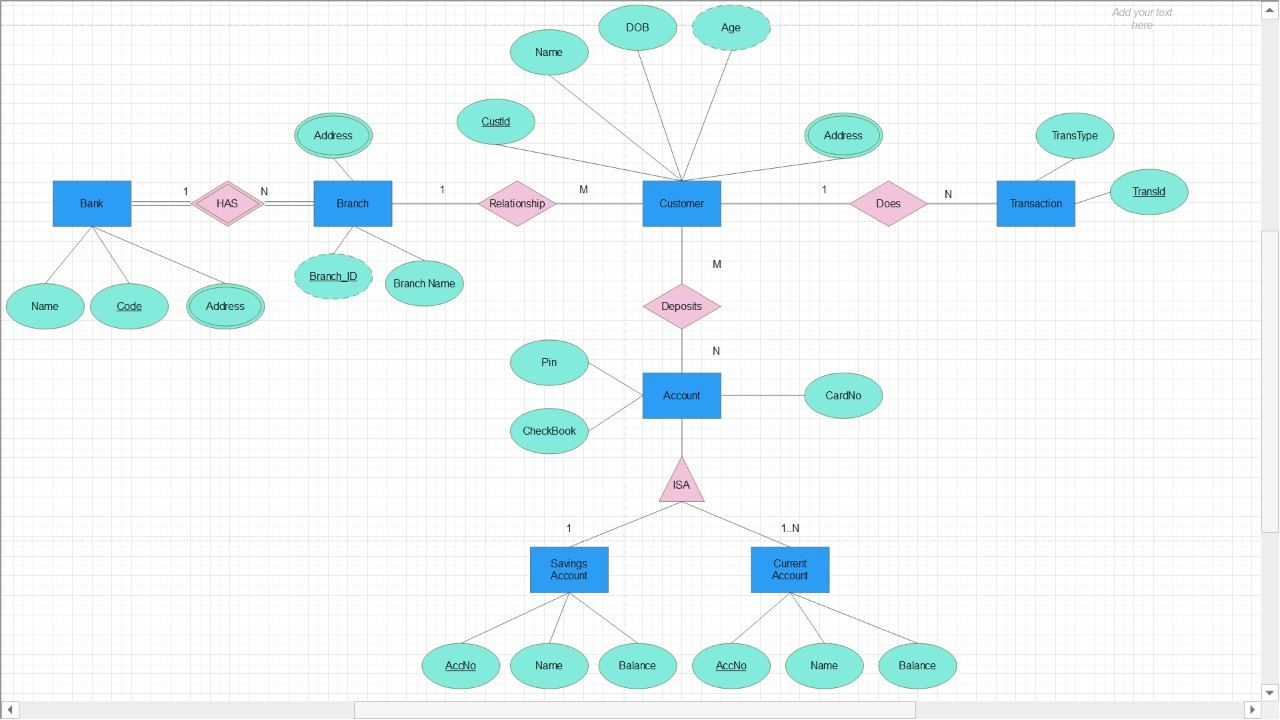 Add your text
here
DOB
Age
Name
CustId
Address
Address
TransType
TransId
1
N
1
M
1
N
Bank
HAS
Branch
Relationship
Customer
Does
Transaction
M
Branch_ID
Branch Name
Name
Code
Address
Deposits
N
Pin
Account
CardNo
CheckBook
ISA
1
1..N
Savings
Account
Current
Account
AccNo
Name
Balance
AccNo
Name
Balance